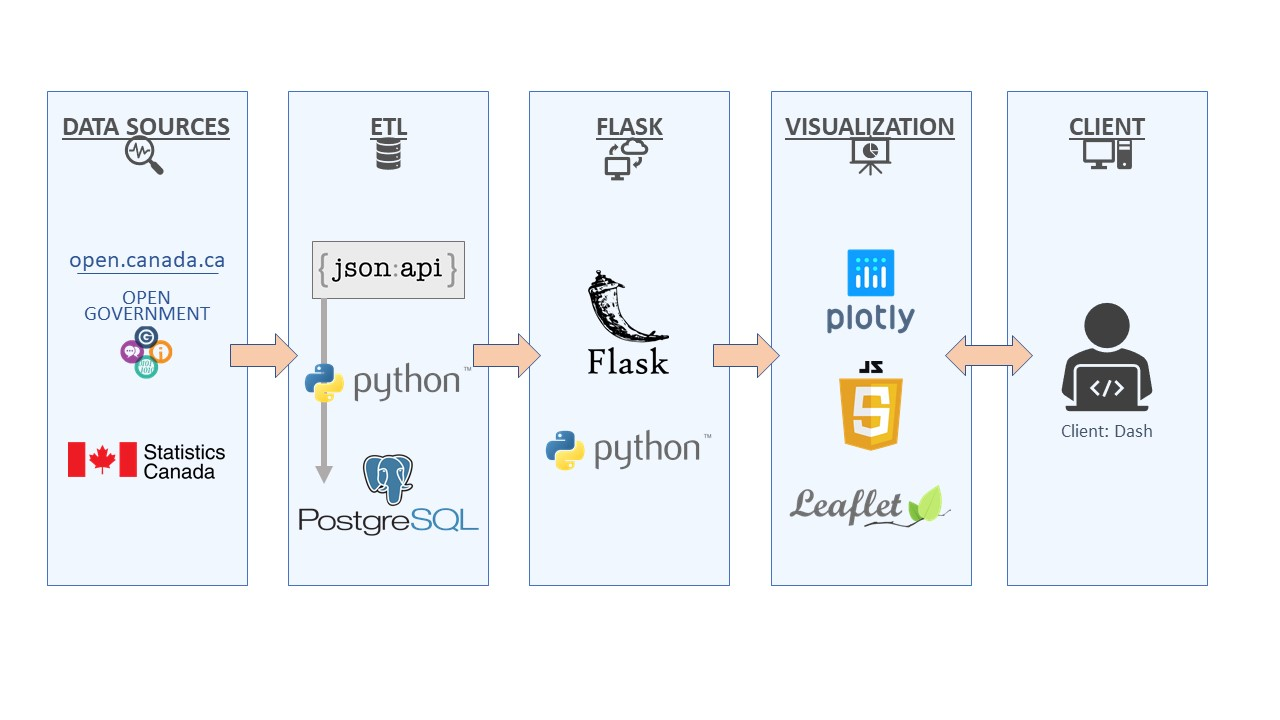 DATA SOURCES
open.canada.ca
OPEN
GOVERNMENT
G
i
Statistics
Canada
ETL
{json:api}
python™
PostgreSQL
FLASK
Flask
python™
VISUALIZATION
plotly
JS
5
Leaflet
CLIENT
</>
Client: Dash